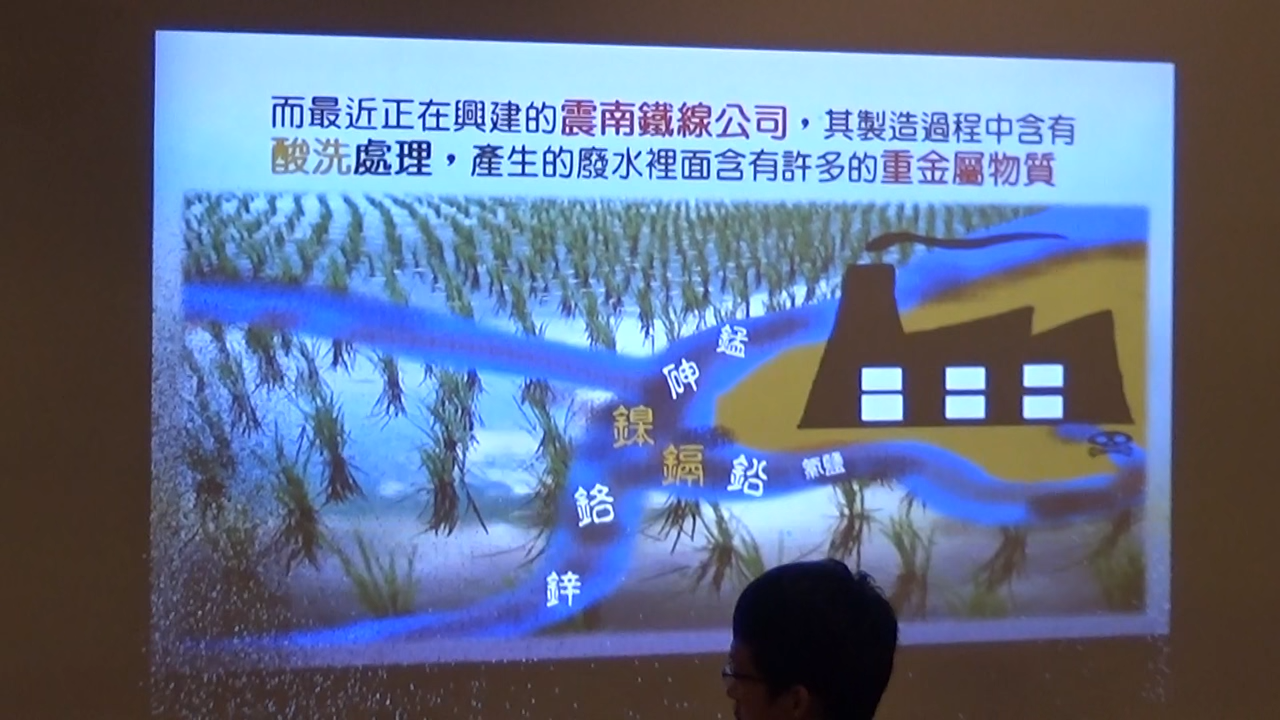 而最近正在興建的震南鐵線公司，其製造過程中含有
酸洗處理，產生的廢水裡面含有許多的重金屬物質
錳
砷
鎳
鎘
鉛
氣鹽
鉻
鋅